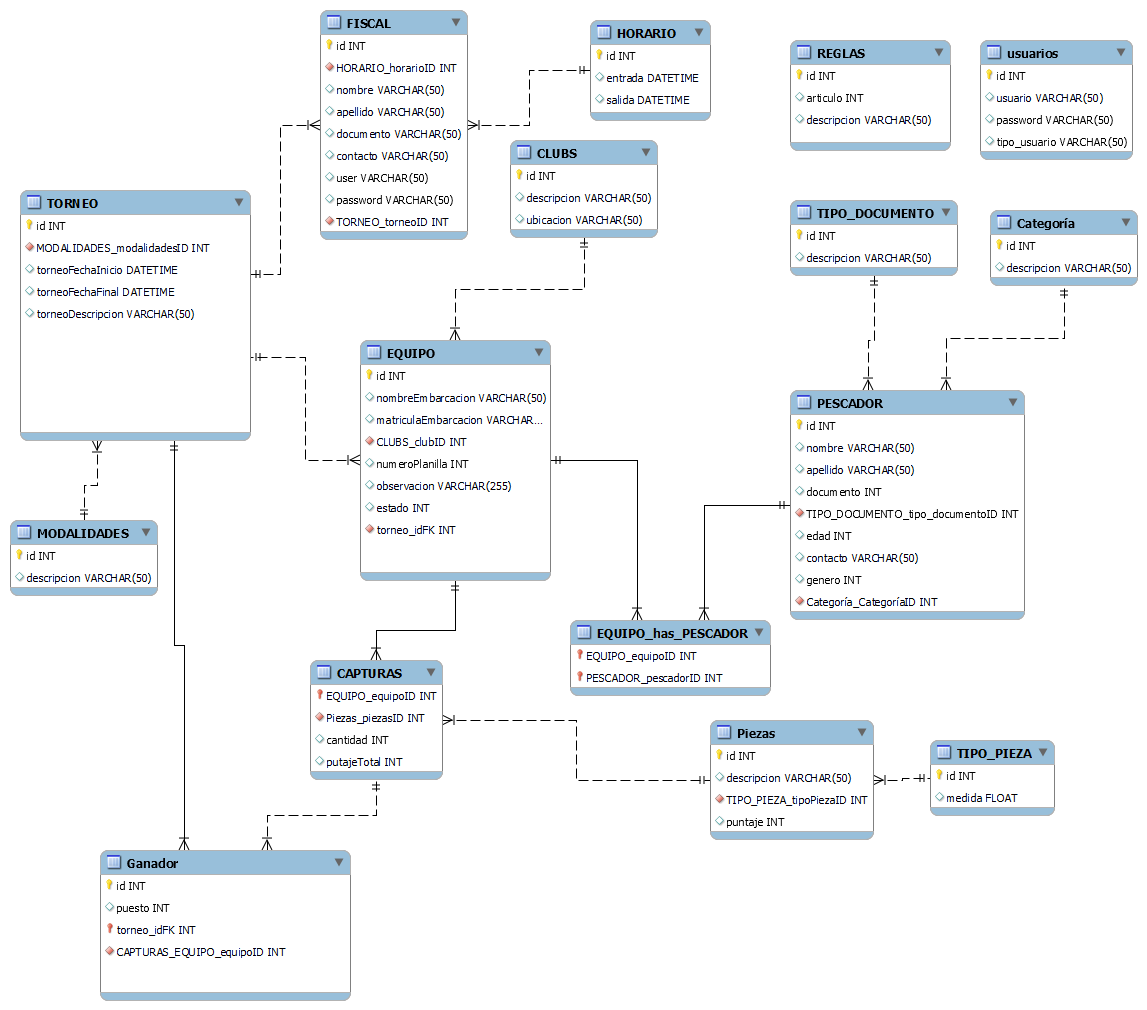 FISCAL
id INT
HORARIO_horarioID INT
nombre VARCHAR(50)
apellido VARCHAR(50)
documento VARCHAR(50)
contacto VARCHAR(50)
user VARCHAR(50)
password VARCHAR(50)
TORNEO_torneoID INT
HORARIO
id INT
entrada DATETIME
salida DATETIME
REGLAS
id INT
articulo INT
descripcion VARCHAR(50)
usuarios
id INT
usuario VARCHAR(50)
password VARCHAR(50)
tipo_usuario VARCHAR(50)
CLUBS
id INT
descripcion VARCHAR(50)
ubicacion VARCHAR(50)
TORNEO
id INT
MODALIDADES_modalidadesID INT
torneoFechaInicio DATETIME
torneoFechaFinal DATETIME
torneoDescripcion VARCHAR(50)
TIPO_DOCUMENTO
id INT
descripcion VARCHAR(50)
Categoría
id INT
descripcion VARCHAR(50)
EQUIPO
id INT
nombreEmbarcacion VARCHAR(50)
matriculaEmbarcacion VARCHAR...
CLUBS_clubID INT
numeroPlanilla INT
observacion VARCHAR(255)
estado INT
torneo_idFK INT
PESCADOR
id INT
nombre VARCHAR(50)
apellido VARCHAR(50)
documento INT
TIPO_DOCUMENTO_tipo_documentoID INT
edad INT
contacto VARCHAR(50)
genero INT
Categoría_CategoríaID INT
MODALIDADES
id INT
descripcion VARCHAR(50)
EQUIPO_has_PESCADOR
EQUIPO_equipoID INT
PESCADOR_pescadorID INT
CAPTURAS
EQUIPO_equipoID INT
Piezas_piezasID INT
cantidad INT
putajeTotal INT
Piezas
id INT
descripcion VARCHAR(50)
TIPO_PIEZA_tipoPiezaID INT
puntaje INT
TIPO_PIEZA
id INT
medida FLOAT
Ganador
id INT
puesto INT
torneo_idFK INT
CAPTURAS_EQUIPO_equipoID INT